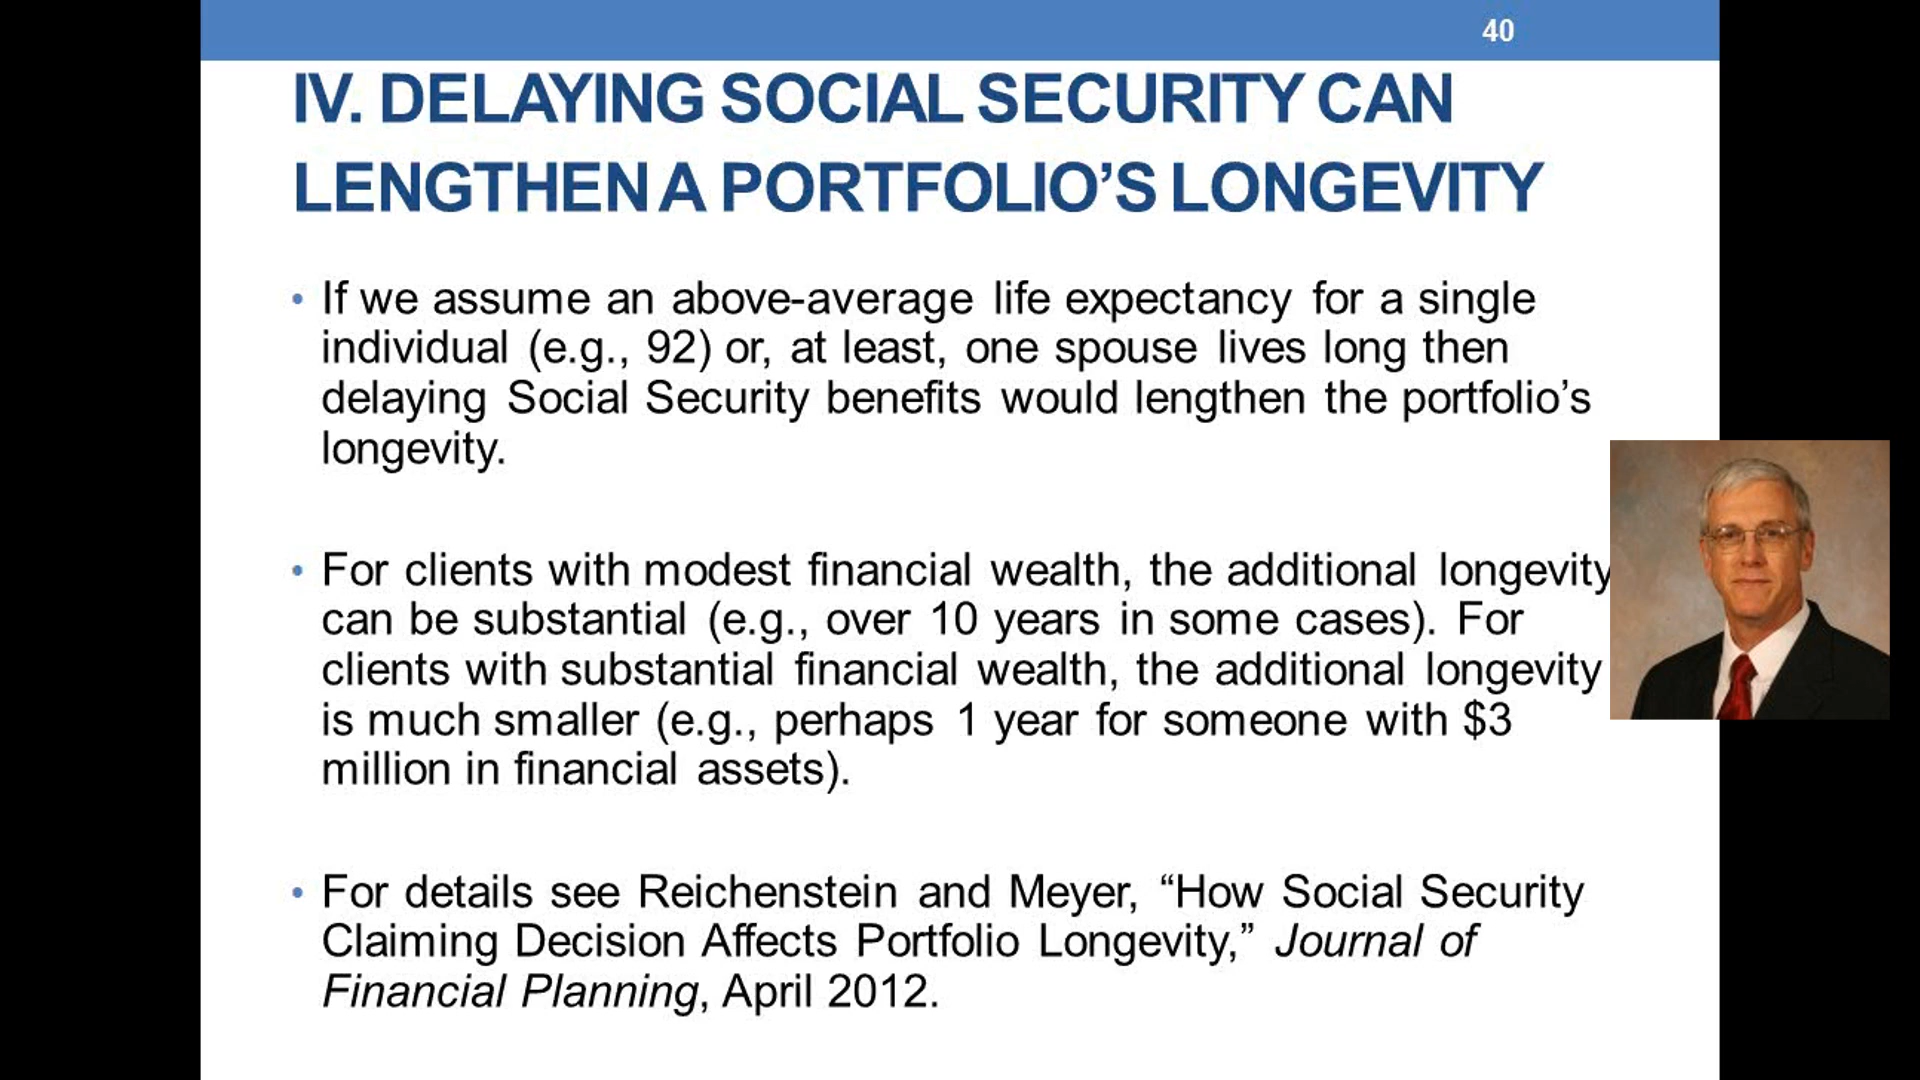 40
IV. DELAYING SOCIAL SECURITY CAN
LENGTHEN A PORTFOLIO’S LONGEVITY
• If we assume an above-average life expectancy for a single
individual (e.g., 92) or, at least, one spouse lives long then
delaying Social Security benefits would lengthen the portfolio’s
longevity.
• For clients with modest financial wealth, the additional longevity
can be substantial (e.g., over 10 years in some cases). For
clients with substantial financial wealth, the additional longevity
is much smaller (e.g., perhaps 1 year for someone with $3
million in financial assets).
• For details see Reichenstein and Meyer, “How Social Security
Claiming Decision Affects Portfolio Longevity,” Journal of
Financial Planning, April 2012.